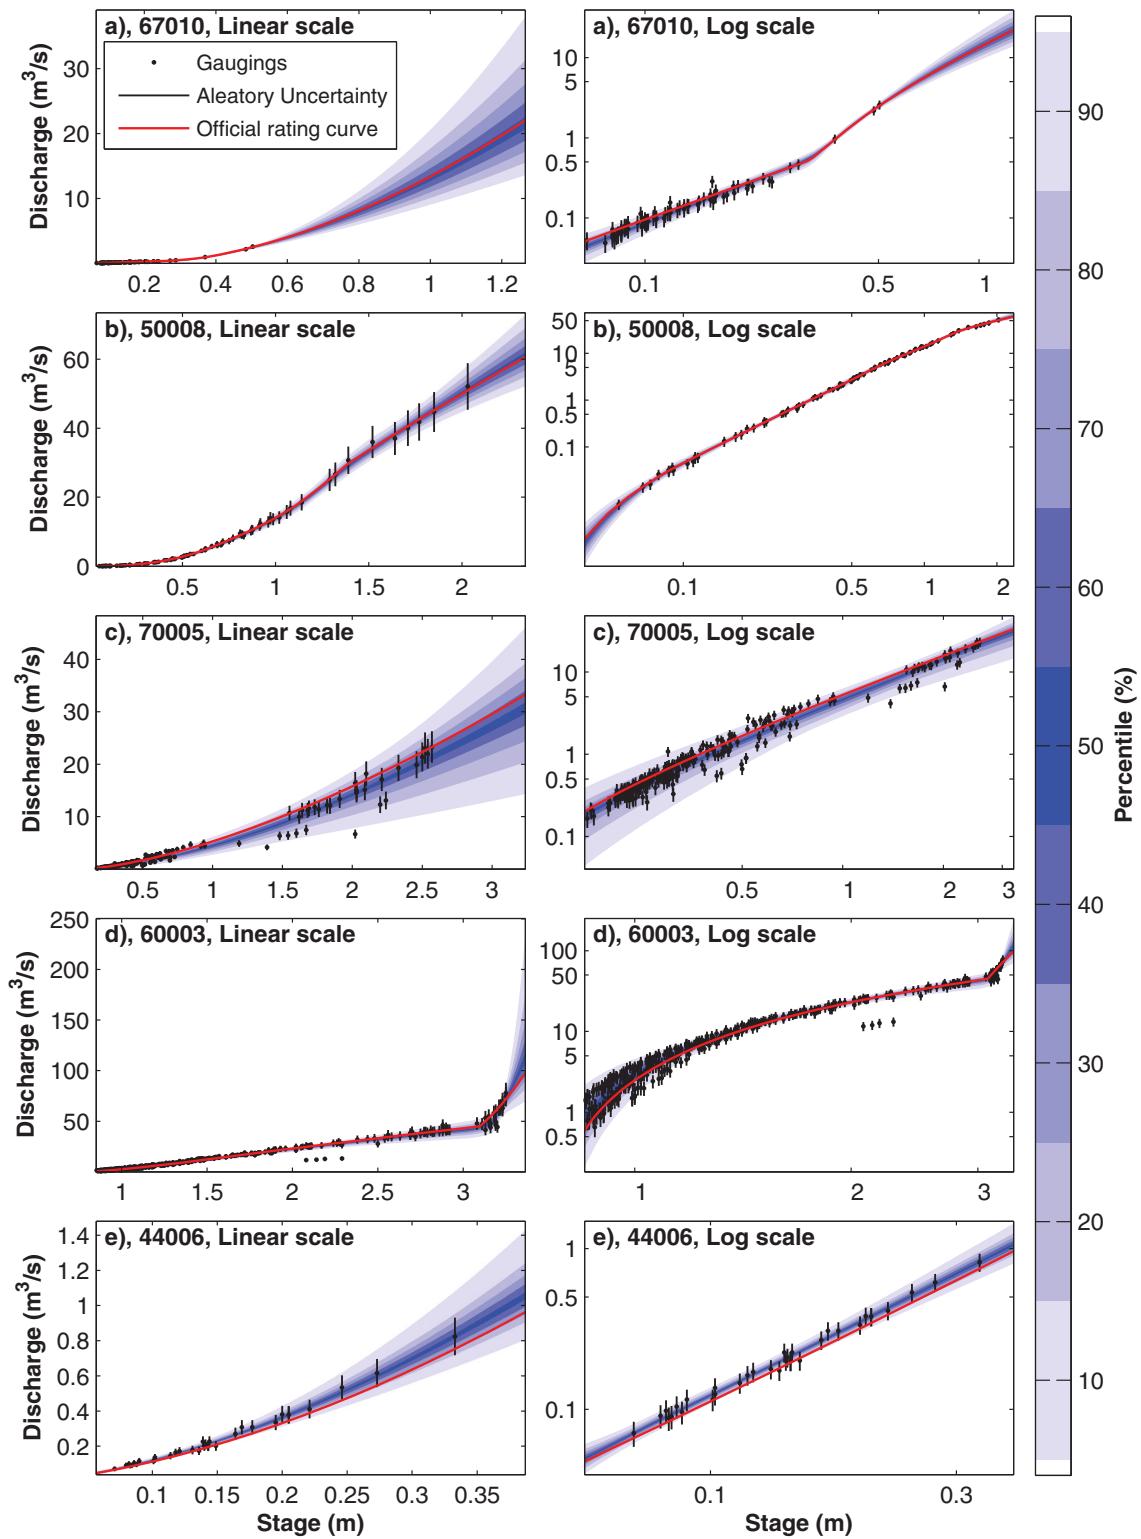 a), 67010, Linear scale
Gaugings
Aleatory Uncertainty
Official rating curve
Discharge (m³/s)
30
20
10
0.2 0.4 0.6 0.8 1 1.2
a), 67010, Log scale
10
5
1
0.5
0.1
0.1 0.5 1
b), 50008, Linear scale
Discharge (m³/s)
60
40
20
0
0.5 1 1.5 2
b), 50008, Log scale
50
10
5
1
0.5
0.1
0.1 0.5 1 2
c), 70005, Linear scale
Discharge (m³/s)
40
30
20
10
0.5 1 1.5 2 2.5 3
c), 70005, Log scale
10
5
1
0.5
0.1
0.5 1 2 3
d), 60003, Linear scale
Discharge (m³/s)
250
200
150
100
50
1 1.5 2 2.5 3
d), 60003, Log scale
100
50
10
5
1
0.5
1 2 3
e), 44006, Linear scale
Discharge (m³/s)
1.4
1.2
1
0.8
0.6
0.4
0.2
0.1 0.15 0.2 0.25 0.3 0.35
Stage (m)
e), 44006, Log scale
1
0.5
0.1
0.1 0.3
Stage (m)
90
80
70
60
50
40
30
20
10
Percentile (%)